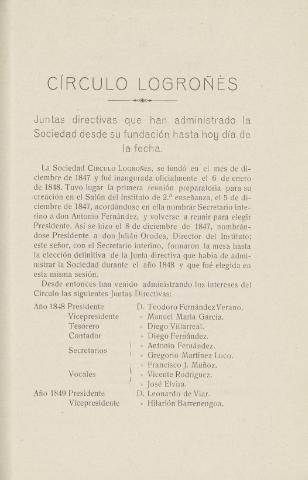 CÍRCULO LOGROÑÉS
Juntas directivas que han administrado la
Sociedad desde su fundación hasta hoy día de
la fecha.
La Sociedad CÍRCULO LOGROÑES, se fundó en el mes de di-
ciembre de 1847 y fué inaugurada oficialmente el 6 de enero
de 1848. Tuvo lugar la primera reunión preparatoria para su
creación en el Salón del Instituto de 2.ª enseñanza, el 5 de di-
ciembre de 1847, acordándose en ella nombrar Secretario inte-
rino a don Antonio Fernández, y volverse a reunir para elegir
Presidente. Así se hizo el 8 de diciembre de 1847, nombrán-
dose Presidente a don Julián Orodea, Director del Instituto;
este señor, con el Secretario interino, formaron la mesa hasta
la elección definitiva de la Junta directiva que había de admi-
nistrar la Sociedad durante el año 1848 y que fué elegida en
esta misma sesión.
Desde entonces han venido administrando los intereses del
Círculo las siguientes Juntas Directivas:
Año 1848 Presidente D. Teodoro Fernández Verano.
Vicepresidente » Manuel María García.
Tesorero » Diego Villarreal.
Contador » Diego Fernández.
Secretarios » Antonio Fernández.
» Gregorio Martínez Loco.
Vocales » Francisco J. Muñoz.
» Vicente Rodríguez.
» José Elvira.
Año 1849 Presidente D. Leonardo de Viar.
Vicepresidente » Hilarión Barrenengoa.